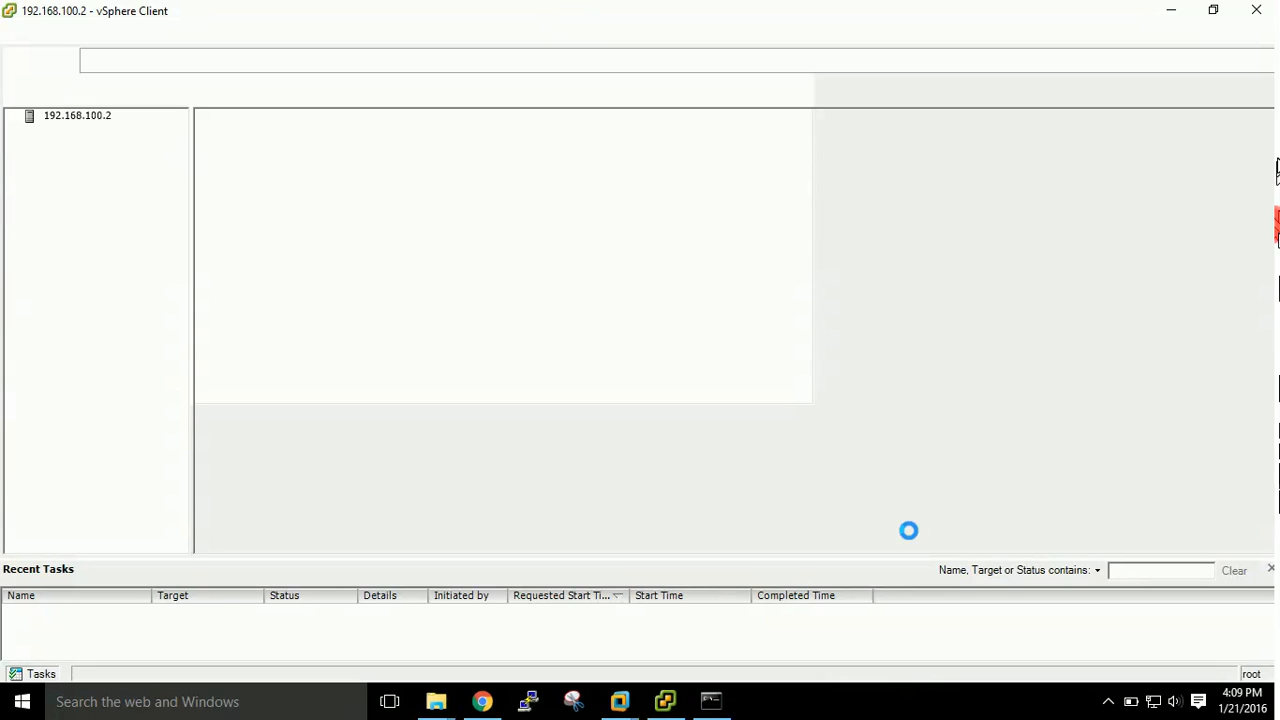 192.168.100.2 - vSphere Client
192.168.100.2
Recent Tasks
Name, Target or Status contains:
Clear
Name Target Status Details Initiated by Requested Start Ti... Start Time Completed Time
Tasks
root
Search the web and Windows
4:09 PM
1/21/2016